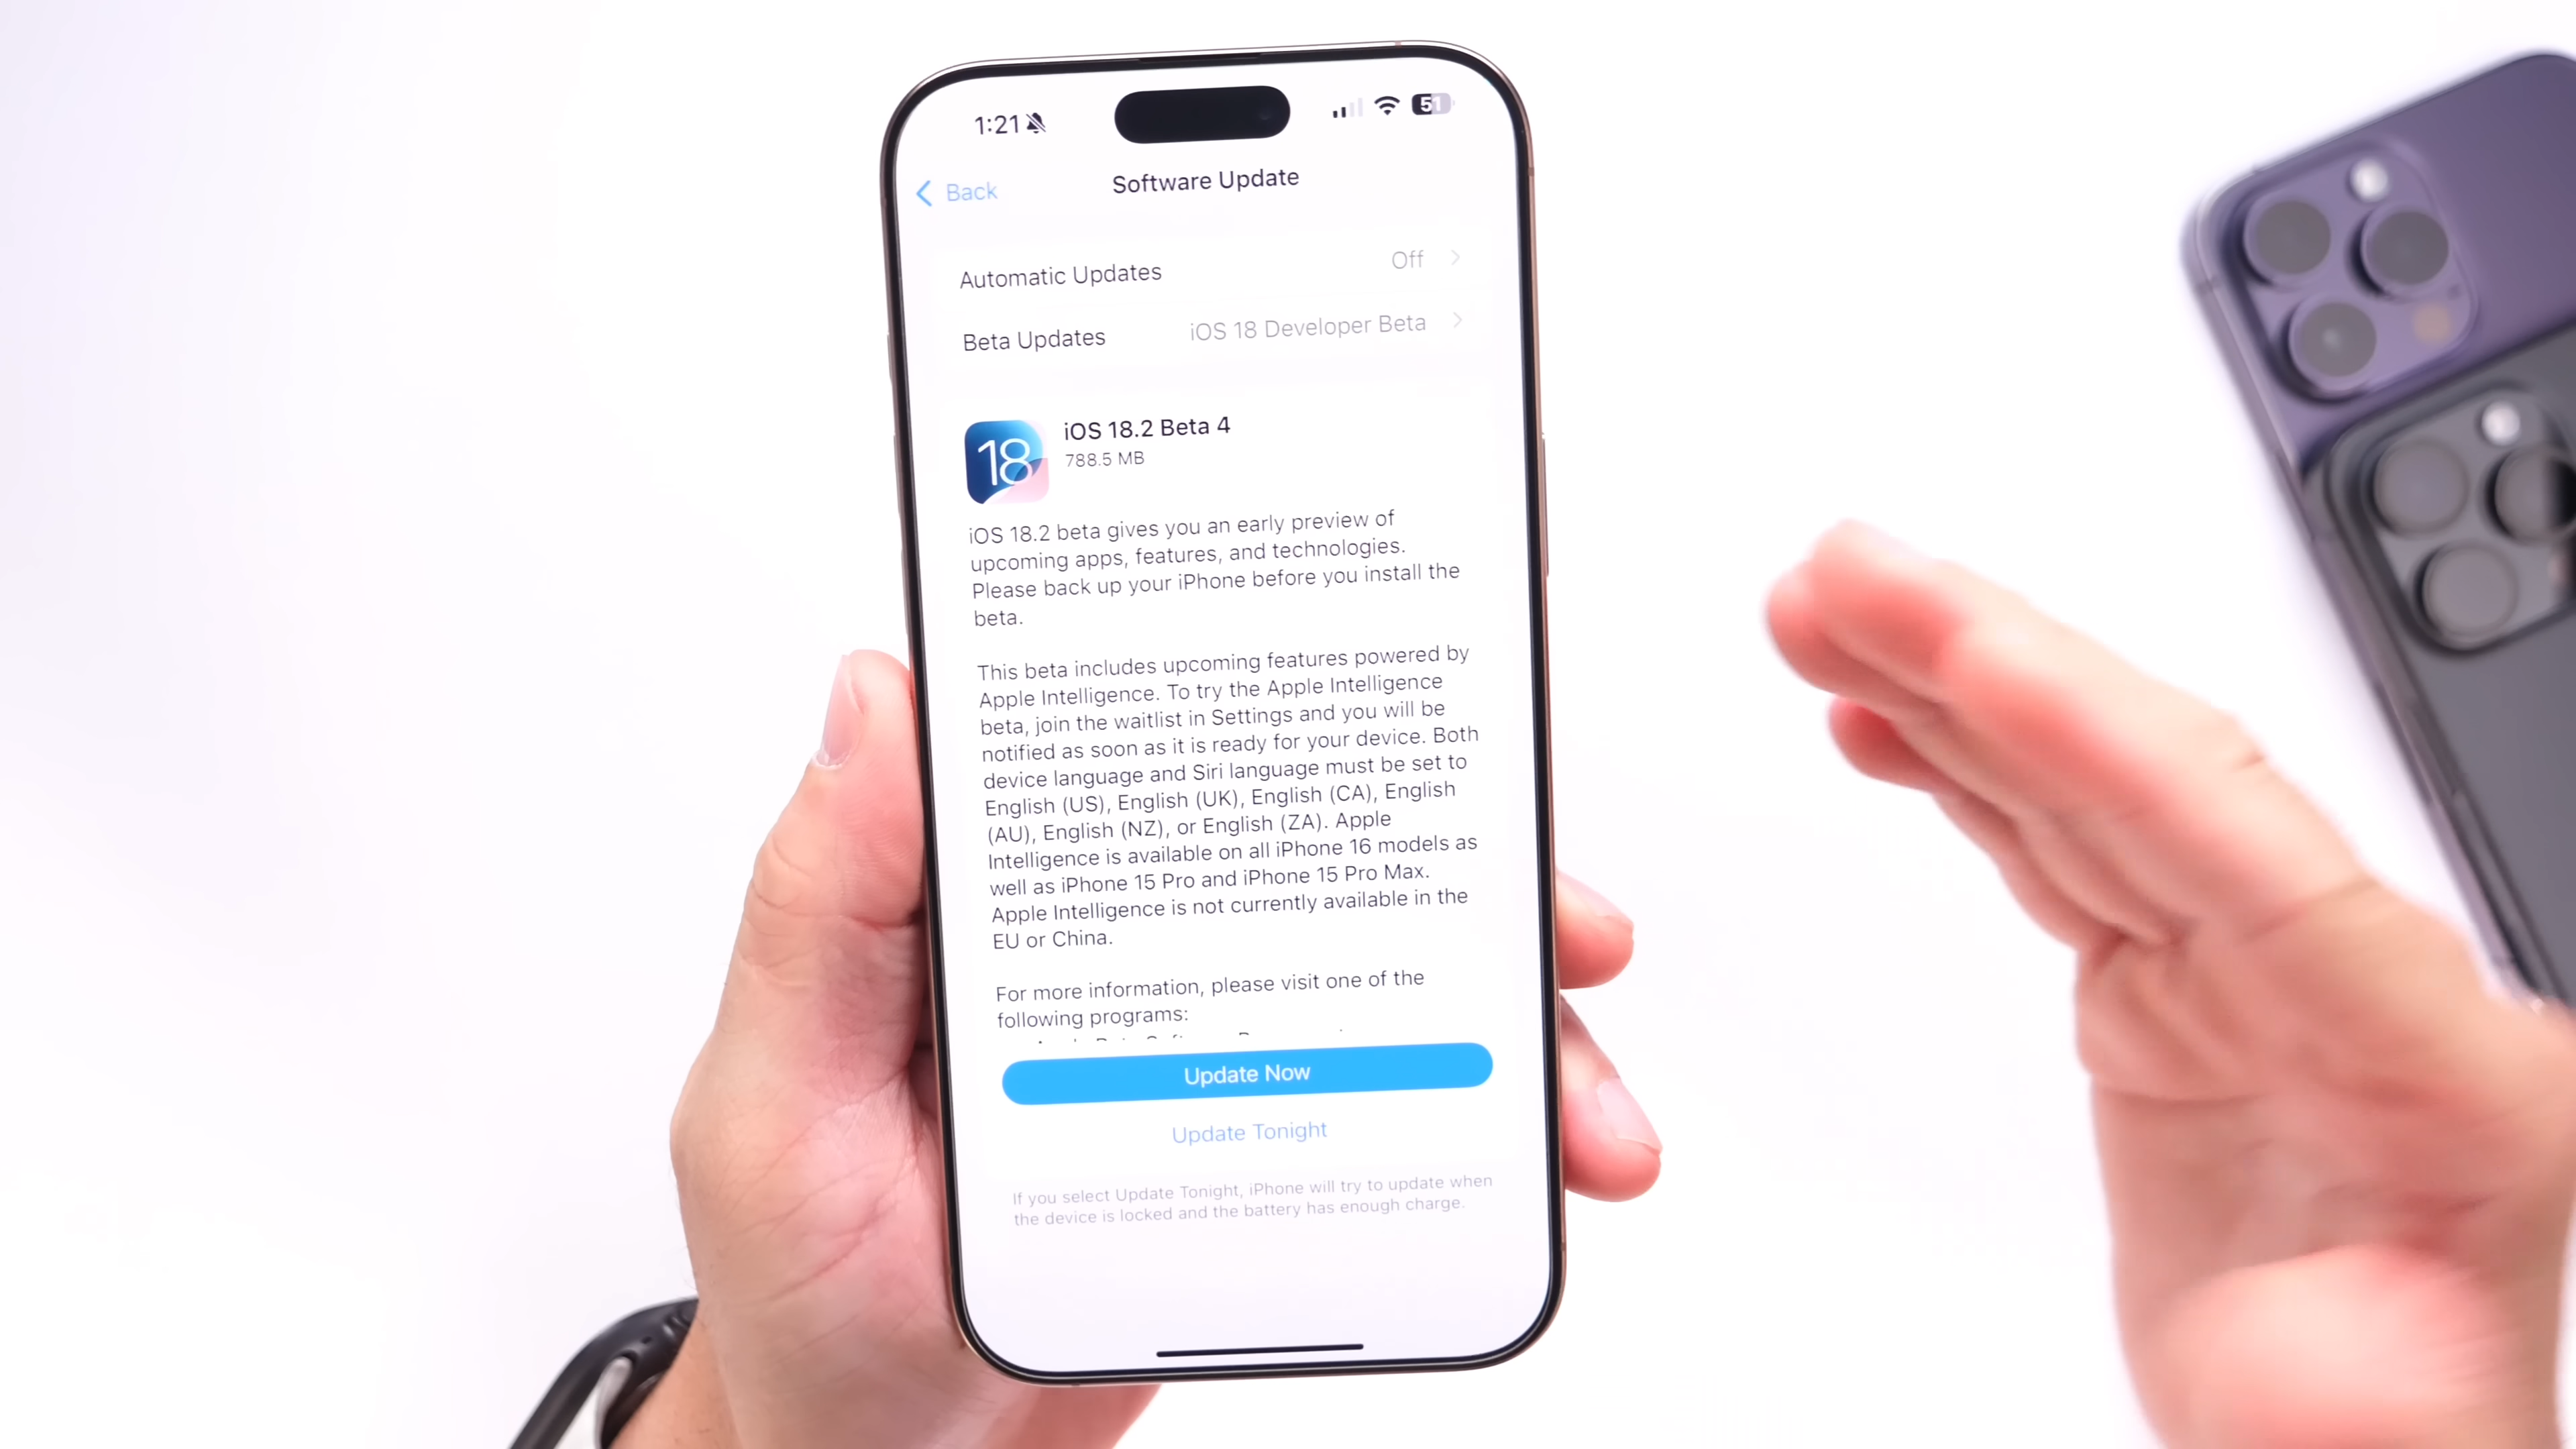 1:21
51
Back
Software Update
Automatic Updates Off
Beta Updates iOS 18 Developer Beta
18
iOS 18.2 Beta 4
788.5 MB
iOS 18.2 beta gives you an early preview of
upcoming apps, features, and technologies.
Please back up your iPhone before you install the
beta.
This beta includes upcoming features powered by
Apple Intelligence. To try the Apple Intelligence
beta, join the waitlist in Settings and you will be
notified as soon as it is ready for your device. Both
device language and Siri language must be set to
English (US), English (UK), English (CA), English
(AU), English (NZ), or English (ZA). Apple
Intelligence is available on all iPhone 16 models as
well as iPhone 15 Pro and iPhone 15 Pro Max.
Apple Intelligence is not currently available in the
EU or China.
For more information, please visit one of the
following programs:
Update Now
Update Tonight
If you select Update Tonight, iPhone will try to update when
the device is locked and the battery has enough charge.